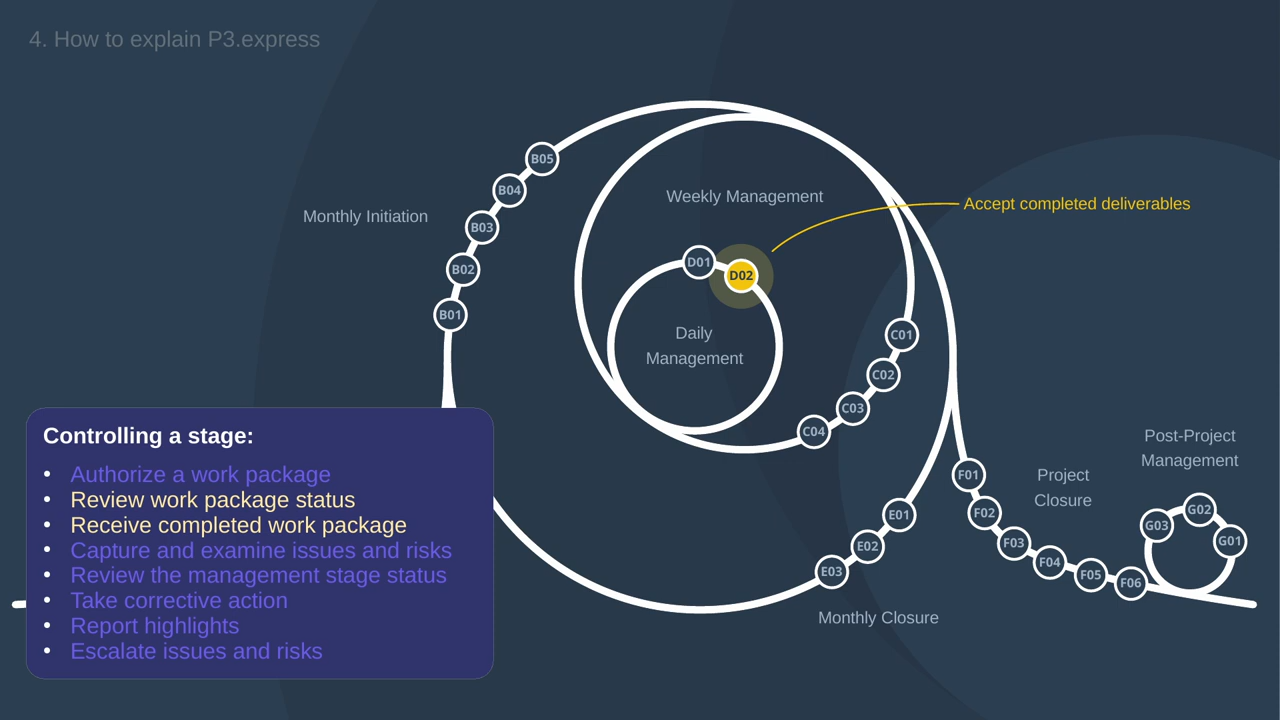 4. How to explain P3.express
B05
B04
B03
B02
B01
Monthly Initiation
Weekly Management
Accept completed deliverables
D01
D02
Daily
Management
C01
C02
C03
C04
Controlling a stage:
• Authorize a work package
• Review work package status
• Receive completed work package
• Capture and examine issues and risks
• Review the management stage status
• Take corrective action
• Report highlights
• Escalate issues and risks
E01
E02
E03
Monthly Closure
F01
F02
F03
F04
F05
F06
Project
Closure
Post-Project
Management
G03
G02
G01